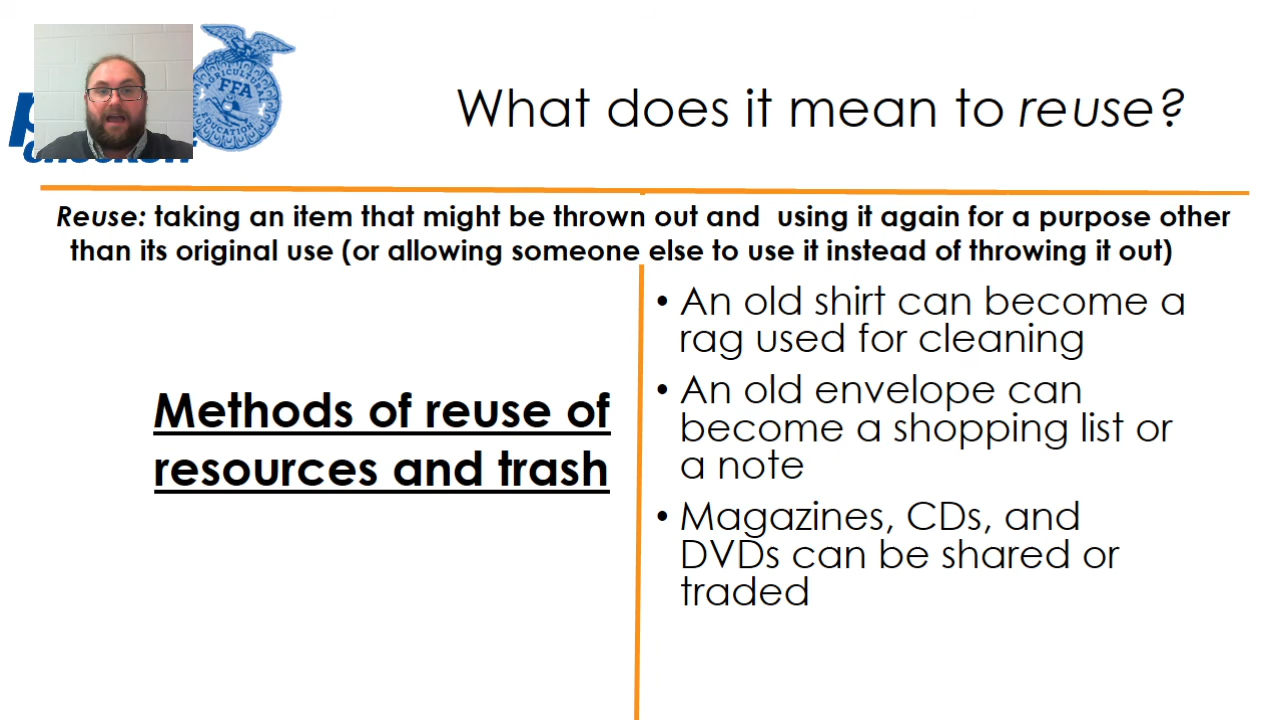 AGRICULTURAL
FFA
EDUCATION
What does it mean to reuse?
Reuse: taking an item that might be thrown out and  using it again for a purpose other
than its original use (or allowing someone else to use it instead of throwing it out)
Methods of reuse of
resources and trash
• An old shirt can become a
rag used for cleaning
• An old envelope can
become a shopping list or
a note
• Magazines, CDs, and
DVDs can be shared or
traded